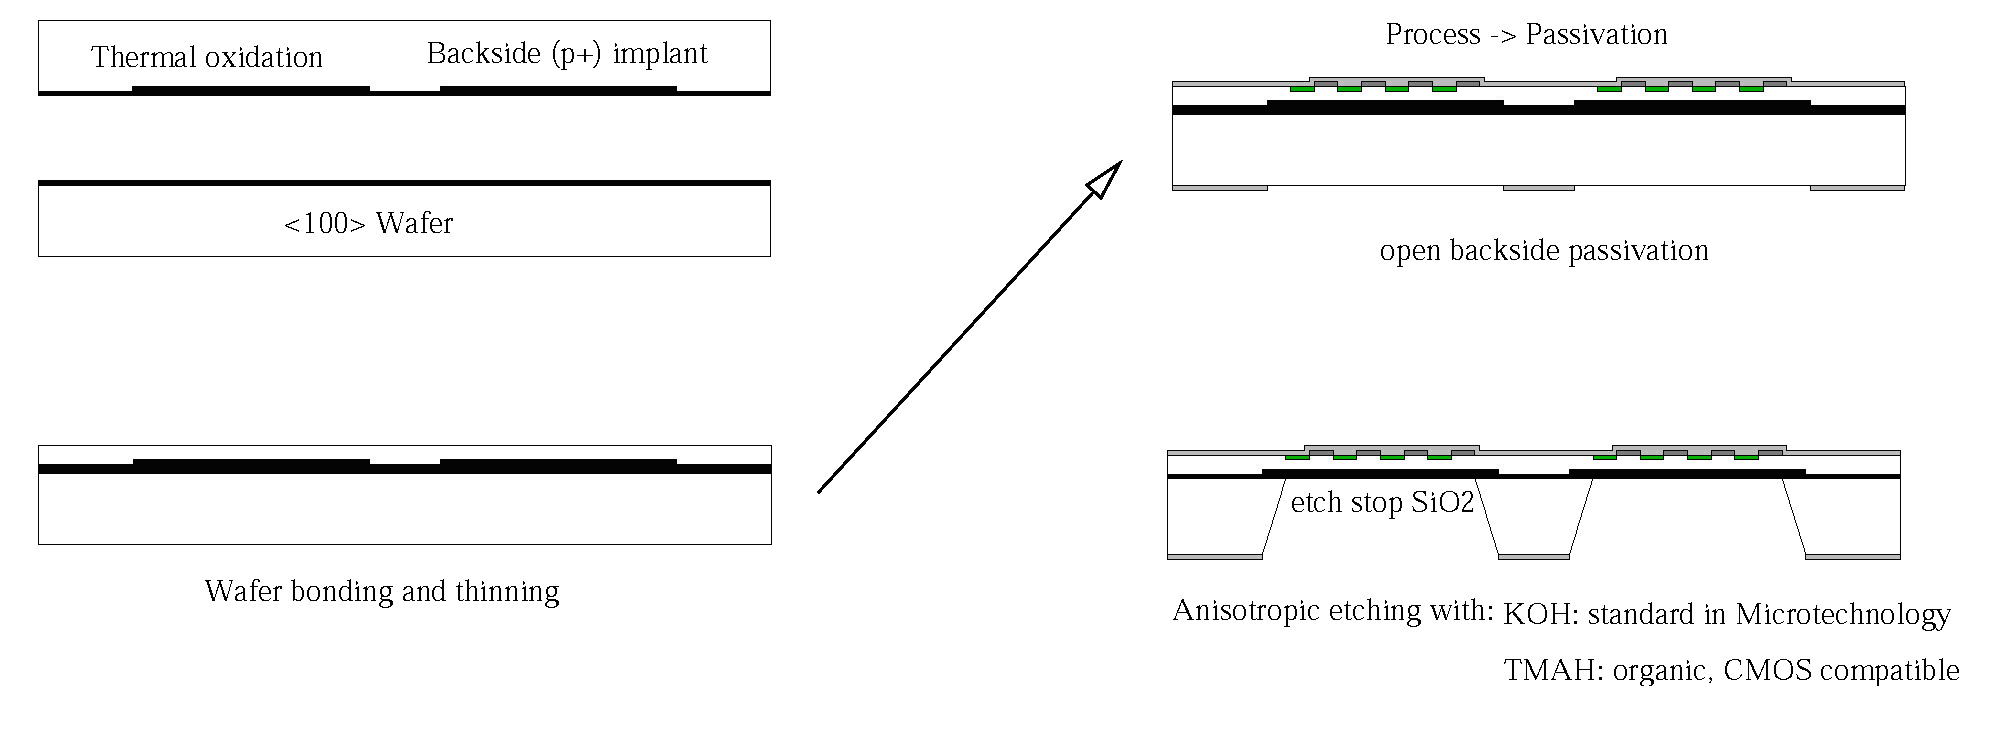 Thermal oxidation
Backside (p+) implant
<100> Wafer
Wafer bonding and thinning
Process -> Passivation
open backside passivation
etch stop SiO2
Anisotropic etching with: KOH: standard in Microtechnology
TMAH: organic, CMOS compatible